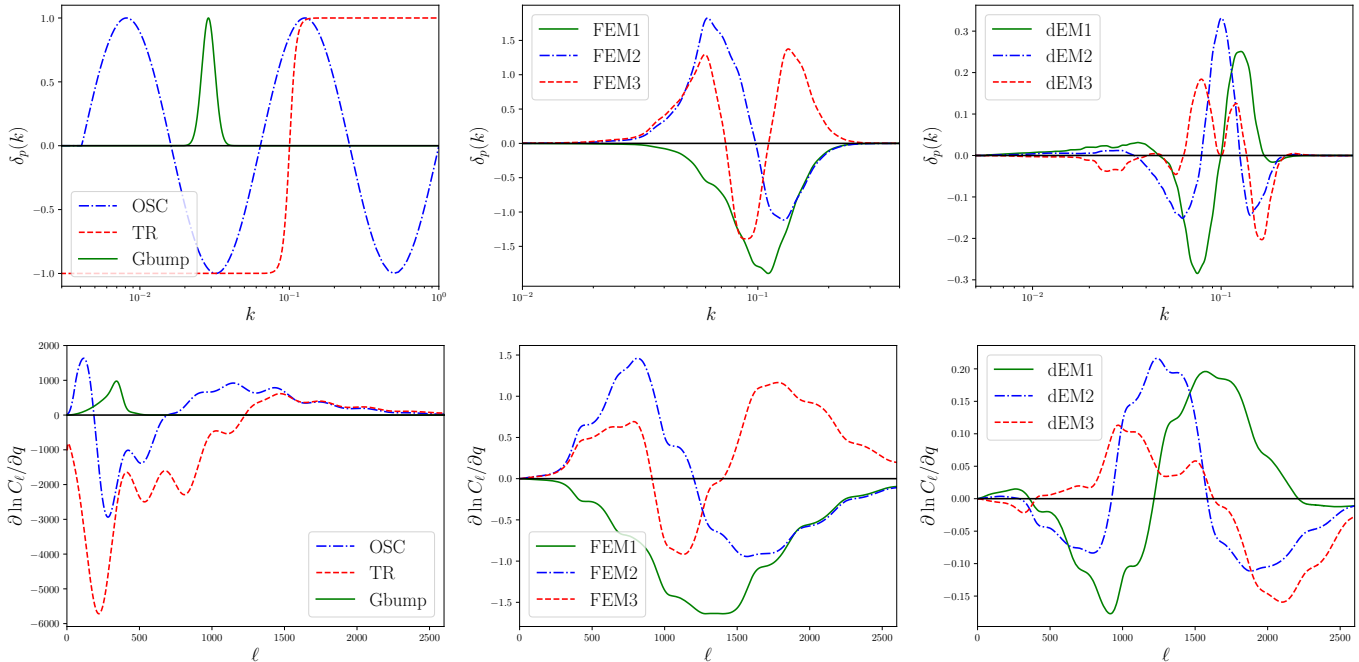 1.0
0.5
0.0
−0.5
−1.0
δp(k)
OSC
TR
Gbump
10⁻² 10⁻¹ 10⁰
k
1.5
1.0
0.5
0.0
−0.5
−1.0
−1.5
δp(k)
FEM1
FEM2
FEM3
10⁻² 10⁻¹
k
0.3
0.2
0.1
0.0
−0.1
−0.2
−0.3
δp(k)
dEM1
dEM2
dEM3
10⁻² 10⁻¹
k
2000
1000
0
−1000
−2000
−3000
−4000
−5000
−6000
∂ ln Cℓ/∂q
OSC
TR
Gbump
0 500 1000 1500 2000 2500
ℓ
1.5
1.0
0.5
0.0
−0.5
−1.0
−1.5
∂ ln Cℓ/∂q
FEM1
FEM2
FEM3
0 500 1000 1500 2000 2500
ℓ
0.20
0.15
0.10
0.05
0.00
−0.05
−0.10
−0.15
∂ ln Cℓ/∂q
dEM1
dEM2
dEM3
0 500 1000 1500 2000 2500
ℓ